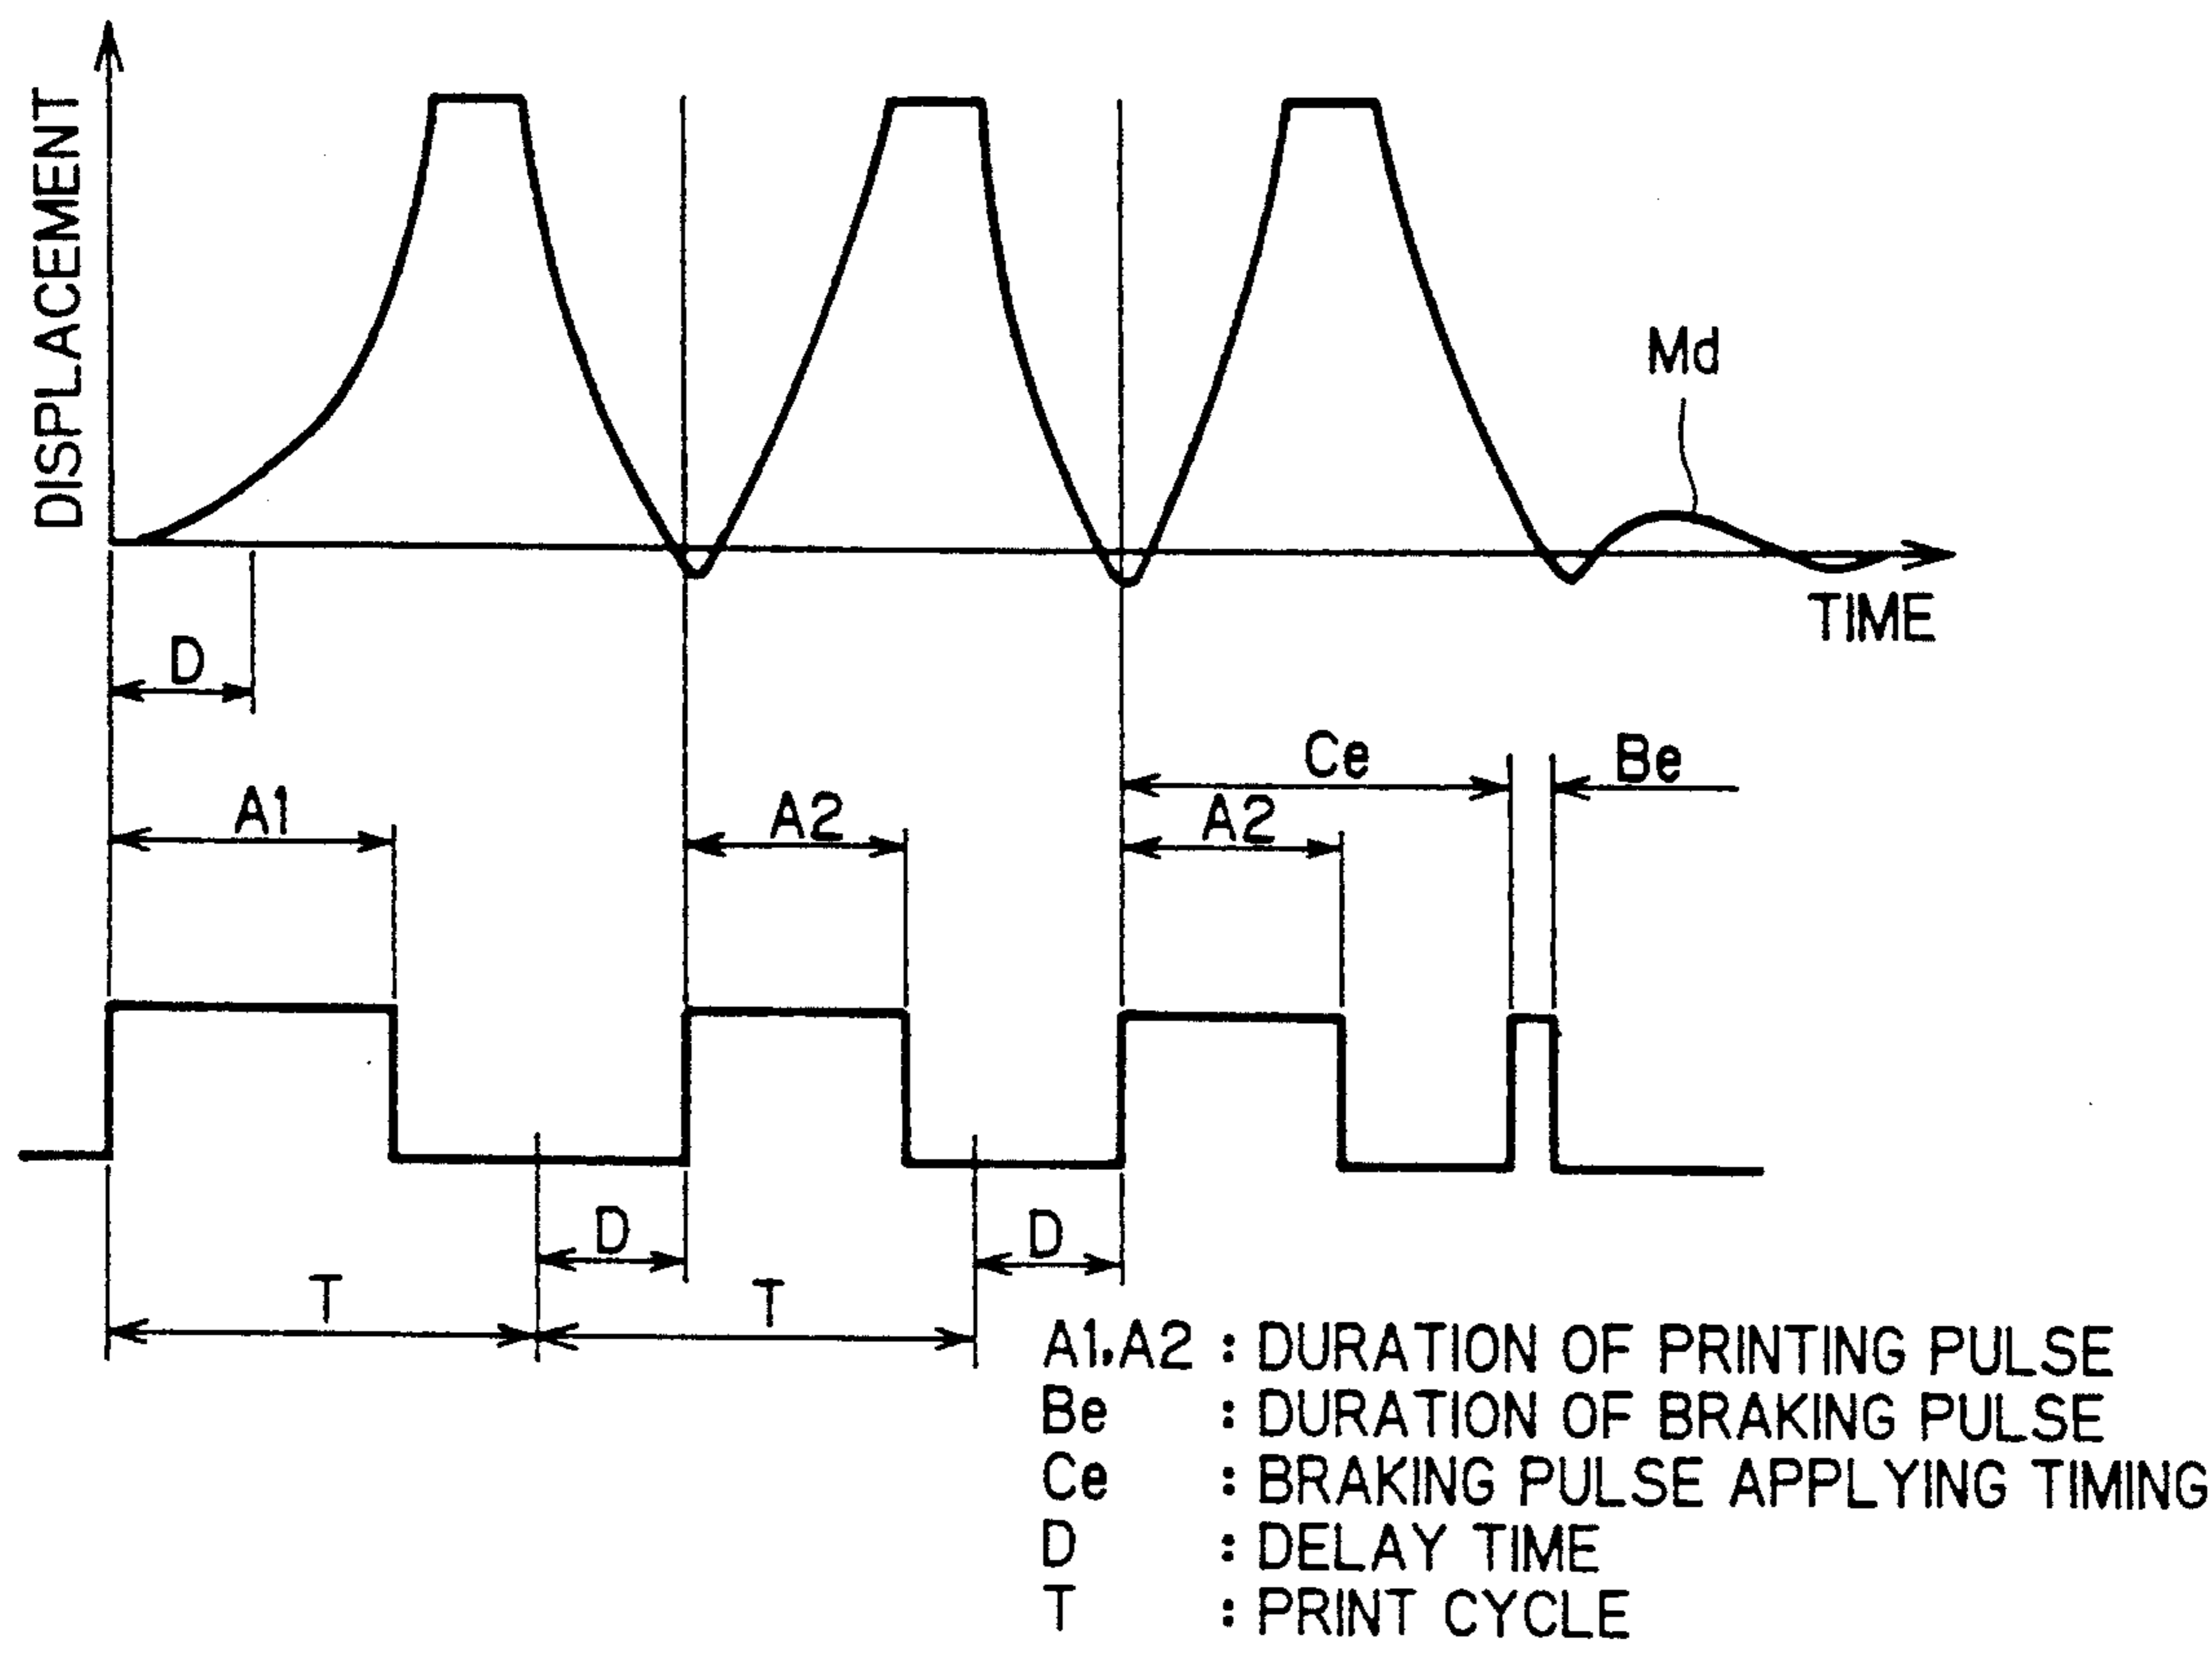 DISPLACEMENT
Md
TIME
D
Ce
Be
A1
A2
A2
D
D
T
T
A1.A2 : DURATION OF PRINTING PULSE
Be : DURATION OF BRAKING PULSE
Ce : BRAKING PULSE APPLYING TIMING
D : DELAY TIME
T : PRINT CYCLE